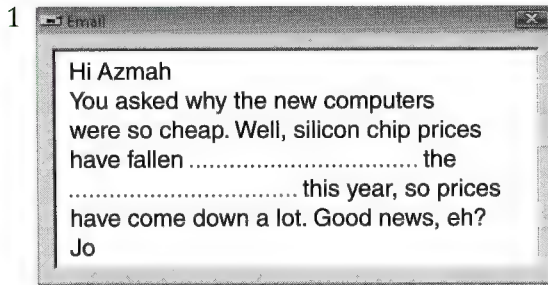 1
Email
Hi Azmah
You asked why the new computers
were so cheap. Well, silicon chip prices
have fallen .................................. the
.................................. this year, so prices
have come down a lot. Good news, eh?
Jo